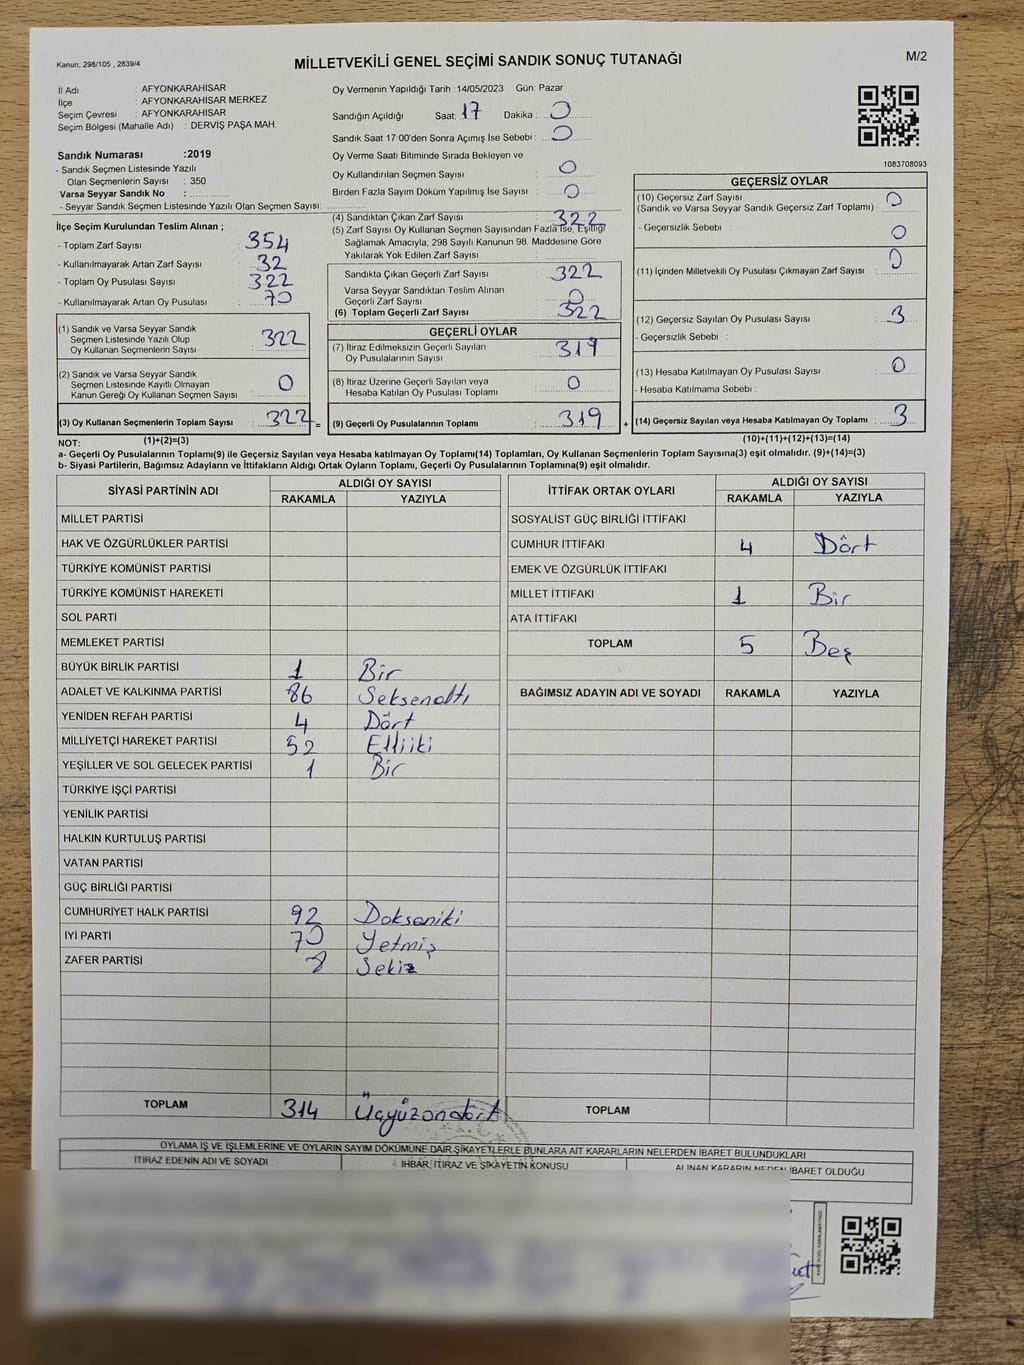 Kanun: 298/105 , 2839/4
MİLLETVEKİLİ GENEL SEÇİMİ SANDIK SONUÇ TUTANAĞI
M/2
İl Adı : AFYONKARAHİSAR
İlçe : AFYONKARAHİSAR MERKEZ
Seçim Çevresi : AFYONKARAHİSAR
Seçim Bölgesi (Mahalle Adı) : DERVİŞ PAŞA MAH.
Sandık Numarası :2019
- Sandık Seçmen Listesinde Yazılı
Olan Seçmenlerin Sayısı : 350
Varsa Seyyar Sandık No :
- Seyyar Sandık Seçmen Listesinde Yazılı Olan Seçmen Sayısı:
Oy Vermenin Yapıldığı Tarih :14/05/2023 Gün: Pazar
Sandığın Açıldığı Saat: 17 Dakika : 0
Sandık Saat 17:00'den Sonra Açımış İse Sebebi : 0
Oy Verme Saati Bitiminde Sırada Bekleyen ve
Oy Kullandırılan Seçmen Sayısı : 0
Birden Fazla Sayım Döküm Yapılmış İse Sayısı : 0
1083708093
İlçe Seçim Kurulundan Teslim Alınan ;
- Toplam Zarf Sayısı : 354
- Kullanılmayarak Artan Zarf Sayısı : 32
- Toplam Oy Pusulası Sayısı : 322
- Kullanılmayarak Artan Oy Pusulası : 70
(4) Sandıktan Çıkan Zarf Sayısı : 322
(5) Zarf Sayısı Oy Kullanan Seçmen Sayısından Fazla İse, Eşitliği
Sağlamak Amacıyla, 298 Sayılı Kanunun 98. Maddesine Göre
Yakılarak Yok Edilen Zarf Sayısı :
Sandıkta Çıkan Geçerli Zarf Sayısı : 322
Varsa Seyyar Sandıktan Teslim Alınan
Geçerli Zarf Sayısı : 0
(6) Toplam Geçerli Zarf Sayısı : 322
GEÇERSİZ OYLAR
(10) Geçersiz Zarf Sayısı
(Sandık ve Varsa Seyyar Sandık Geçersiz Zarf Toplamı) : 0
- Geçersizlik Sebebi : 0
(11) İçinden Milletvekili Oy Pusulası Çıkmayan Zarf Sayısı : 0
(12) Geçersiz Sayılan Oy Pusulası Sayısı : 3
- Geçersizlik Sebebi :
(13) Hesaba Katılmayan Oy Pusulası Sayısı : 0
- Hesaba Katılmama Sebebi :
(14) Geçersiz Sayılan veya Hesaba Katılmayan Oy Toplamı : 3
(10)+(11)+(12)+(13)=(14)
(1) Sandık ve Varsa Seyyar Sandık
Seçmen Listesinde Yazılı Olup
Oy Kullanan Seçmenlerin Sayısı : 322
(2) Sandık ve Varsa Seyyar Sandık
Seçmen Listesinde Kayıtlı Olmayan
Kanun Gereği Oy Kullanan Seçmen Sayısı : 0
(3) Oy Kullanan Seçmenlerin Toplam Sayısı : 322 =
GEÇERLİ OYLAR
(7) İtiraz Edilmeksizin Geçerli Sayılan
Oy Pusulalarının Sayısı : 319
(8) İtiraz Üzerine Geçerli Sayılan veya
Hesaba Katılan Oy Pusulası Toplamı : 0
(9) Geçerli Oy Pusulalarının Toplamı : 319 +
NOT: (1)+(2)=(3)
a- Geçerli Oy Pusulasının Toplamı(9) ile Geçersiz Sayılan veya Hesaba katılmayan Oy Toplamı(14) Toplamları, Oy Kullanan Seçmenlerin Toplam Sayısına(3) eşit olmalıdır. (9)+(14)=(3)
b- Siyasi Partilerin, Bağımsız Adayların ve İttifakların Aldığı Ortak Oyların Toplamı, Geçerli Oy Pusulalarının Toplamına(9) eşit olmalıdır.
SİYASİ PARTİNİN ADI ALDIĞI OY SAYISI
RAKAMLA YAZIYLA
MİLLET PARTİSİ
HAK VE ÖZGÜRLÜKLER PARTİSİ
TÜRKİYE KOMÜNİST PARTİSİ
TÜRKİYE KOMÜNİST HAREKETİ
SOL PARTİ
MEMLEKET PARTİSİ
BÜYÜK BİRLİK PARTİSİ 1 Bir
ADALET VE KALKINMA PARTİSİ 86 Seksenaltı
YENİDEN REFAH PARTİSİ 4 Dört
MİLLİYETÇİ HAREKET PARTİSİ 52 Elliiki
YEŞİLLER VE SOL GELECEK PARTİSİ 1 Bir
TÜRKİYE İŞÇİ PARTİSİ
YENİLİK PARTİSİ
HALKIN KURTULUŞ PARTİSİ
VATAN PARTİSİ
GÜÇ BİRLİĞİ PARTİSİ
CUMHURİYET HALK PARTİSİ 92 Doksaniki
İYİ PARTİ 70 Yetmiş
ZAFER PARTİSİ 8 Sekiz
TOPLAM 314 Üçyüzondört
İTTİFAK ORTAK OYLARI ALDIĞI OY SAYISI
RAKAMLA YAZIYLA
SOSYALİST GÜÇ BİRLİĞİ İTTİFAKI
CUMHUR İTTİFAKI 4 Dört
EMEK VE ÖZGÜRLÜK İTTİFAKI
MİLLET İTTİFAKI 1 Bir
ATA İTTİFAKI
TOPLAM 5 Beş
BAĞIMSIZ ADAYIN ADI VE SOYADI RAKAMLA YAZIYLA
TOPLAM
OYLAMA İŞ VE İŞLEMLERİNE VE OYLARIN SAYIM DÖKÜMÜNE DAİR ŞİKAYETLERLE BUNLARA AİT KARARLARIN NELERDEN İBARET BULUNDUKLARI
İTİRAZ EDENİN ADI VE SOYADI İHBAR, İTİRAZ VE ŞİKAYETİN KONUSU ALINAN KARARIN NEDEN İBARET OLDUĞU